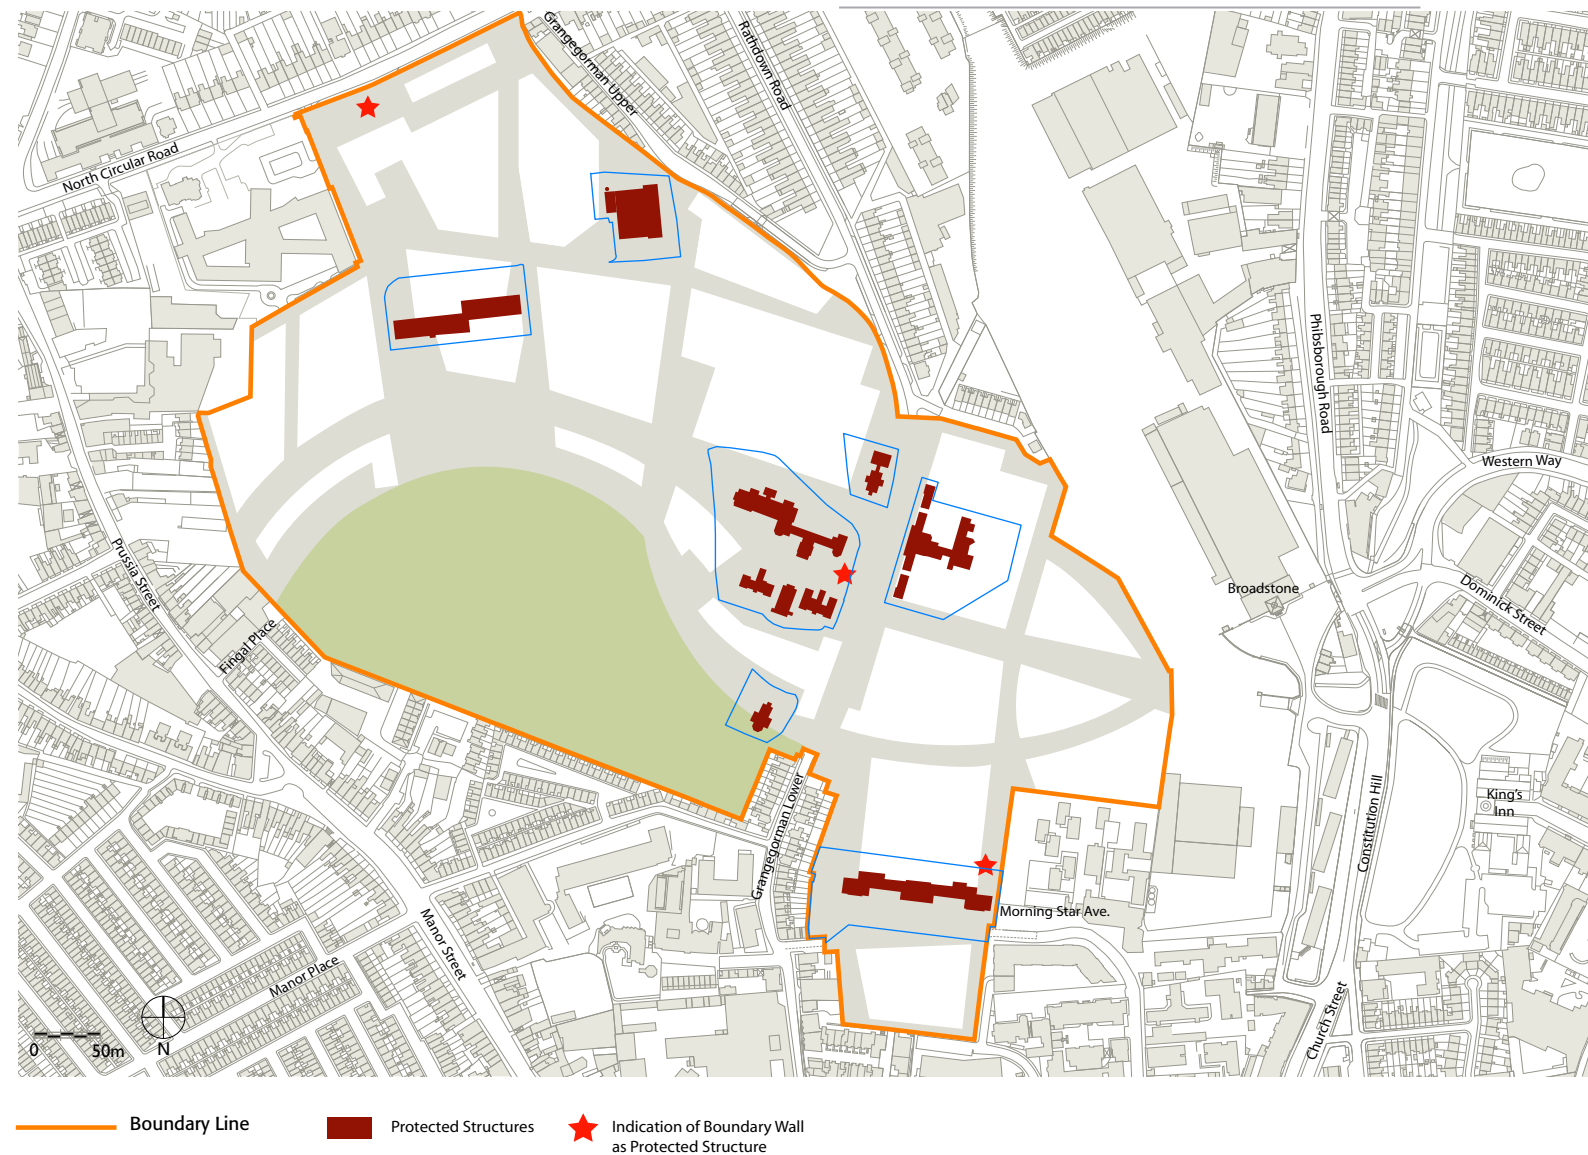 Grangegorman Upper
Rathdown Road
North Circular Road
Phibsborough Road
Western Way
Prussia Street
Broadstone
Dominick Street
Fingal Place
King's
Inn
Grangegorman Lower
Constitution Hill
Morning Star Ave.
Manor Street
Manor Place
Church Street
0 50m
N
Boundary Line
Protected Structures
Indication of Boundary Wall
as Protected Structure